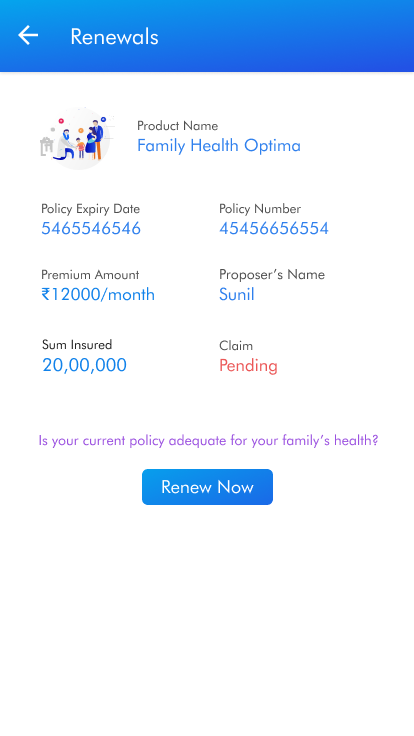 Renewals
Product Name
Family Health Optima
Policy Expiry Date
5465546546
Policy Number
45456656554
Premium Amount
₹12000/month
Proposer's Name
Sunil
Sum Insured
20,00,000
Claim
Pending
Is your current policy adequate for your family's health?
Renew Now